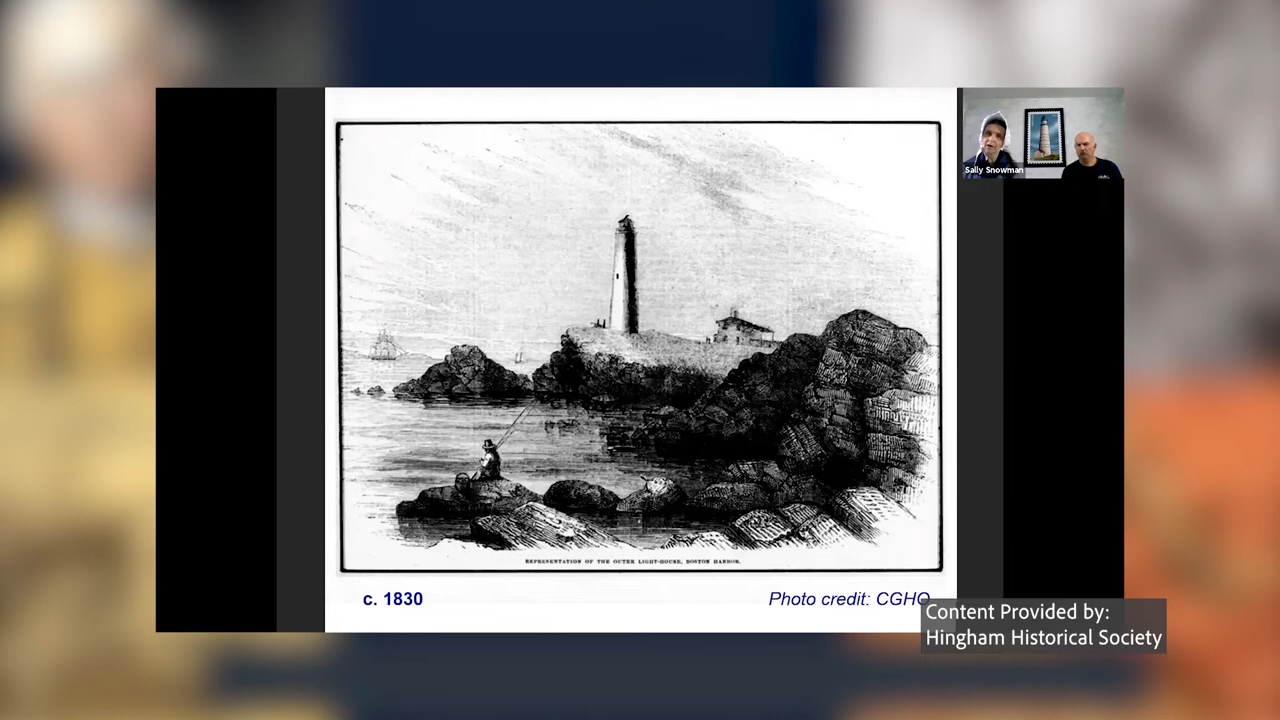 Sally Snowman
REPRESENTATION OF THE OUTER LIGHT-HOUSE, BOSTON HARBOR.
c. 1830
Photo credit: CGHO
Content Provided by:
Hingham Historical Society